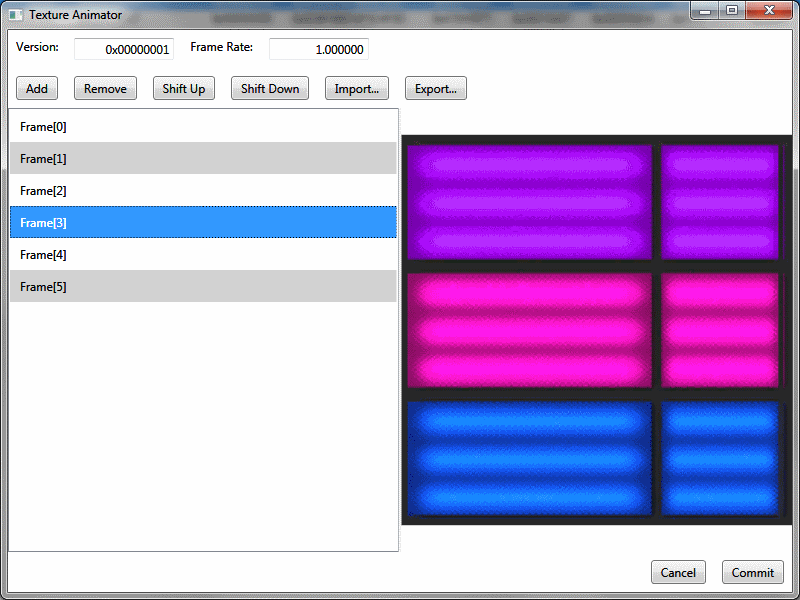 Texture Animator
Version: 0x00000001 Frame Rate: 1.000000
Add Remove Shift Up Shift Down Import... Export...
Frame[0]
Frame[1]
Frame[2]
Frame[3]
Frame[4]
Frame[5]
Cancel Commit